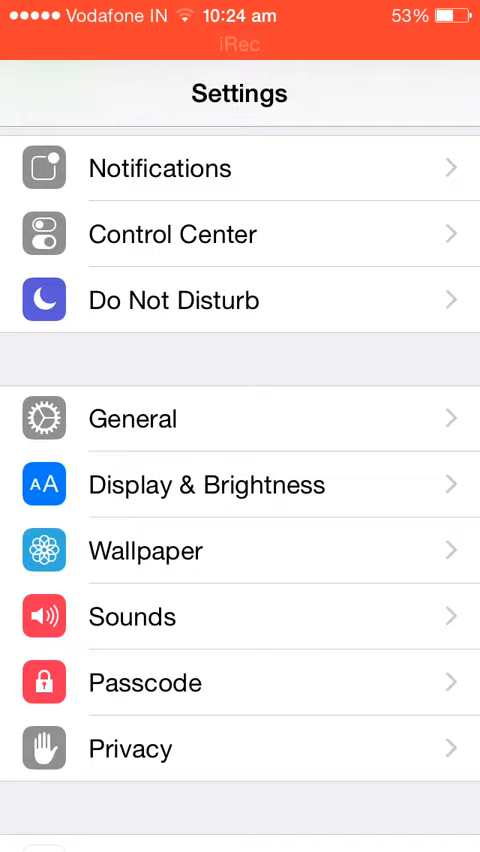 Vodafone IN 10:24 am 53%
iRec
Settings
Notifications
Control Center
Do Not Disturb
General
AA Display & Brightness
Wallpaper
Sounds
Passcode
Privacy